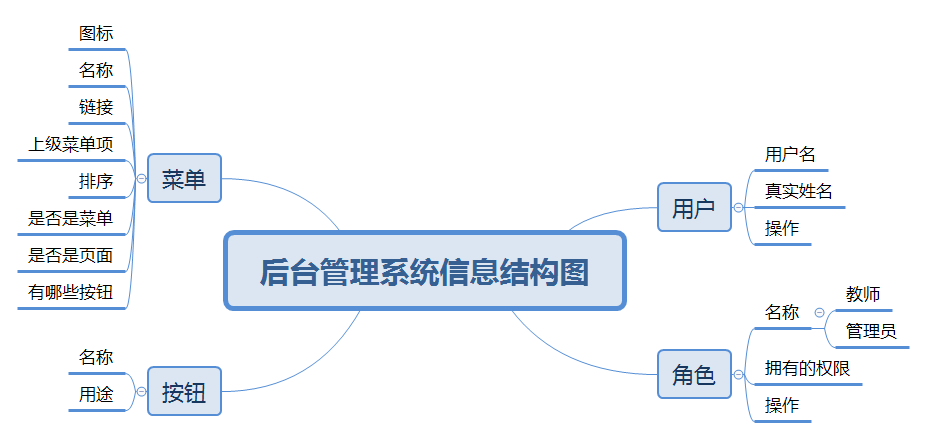 后台管理系统信息结构图
菜单
图标
名称
链接
上级菜单项
排序
是否是菜单
是否是页面
有哪些按钮
按钮
名称
用途
用户
用户名
真实姓名
操作
角色
名称
教师
管理员
拥有的权限
操作